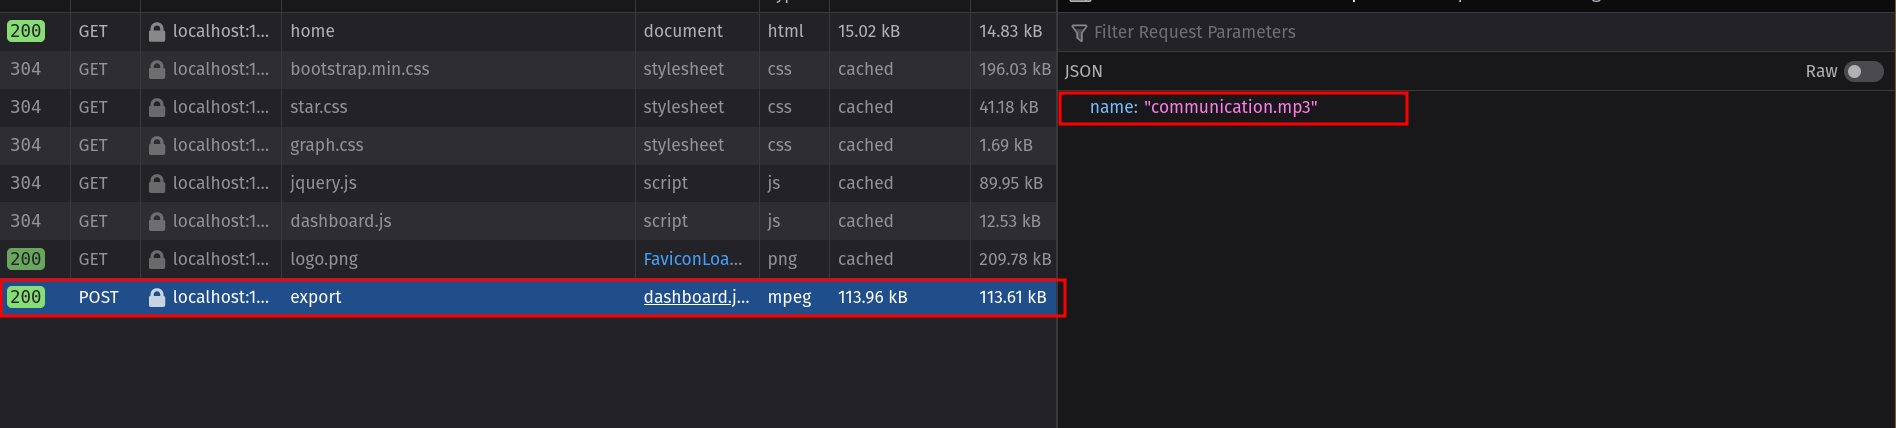 200 GET localhost:1... home document html 15.02 kB 14.83 kB
304 GET localhost:1... bootstrap.min.css stylesheet css cached 196.03 kB
304 GET localhost:1... star.css stylesheet css cached 41.18 kB
304 GET localhost:1... graph.css stylesheet css cached 1.69 kB
304 GET localhost:1... jquery.js script js cached 89.95 kB
304 GET localhost:1... dashboard.js script js cached 12.53 kB
200 GET localhost:1... logo.png FaviconLoa... png cached 209.78 kB
200 POST localhost:1... export dashboard.j... mpeg 113.96 kB 113.61 kB
Filter Request Parameters
JSON Raw
name: "communication.mp3"